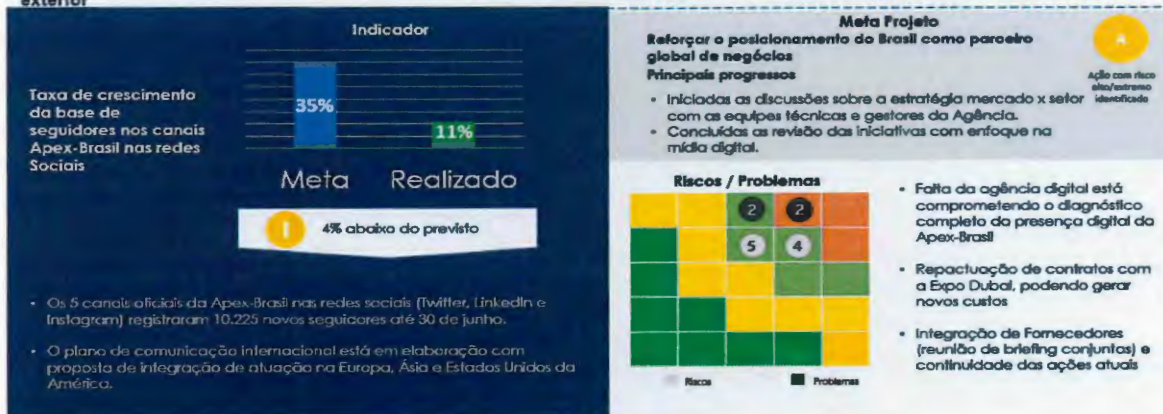 exterior
Indicador
Taxa de crescimento
da base de
seguidores nos canais
Apex-Brasil nas redes
Sociais
35%
11%
Meta Realizado
4% abaixo do previsto
• Os 5 canais oficiais da Apex-Brasil nas redes sociais (Twitter, LinkedIn e
Instagram) registraram 10.225 novos seguidores até 30 de junho.
• O plano de comunicação internacional está em elaboração com
proposta de integração de atuação na Europa, Ásia e Estados Unidos da
América.
Meta Projeto
Reforçar o posicionamento do Brasil como parceiro
global de negócios
Principais progressos
• Iniciadas as discussões sobre a estratégia mercado x setor
com as equipes técnicas e gestores da Agência.
• Concluídas as revisão das iniciativas com enfoque na
mídia digital.
A
Ação com risco
alto/extremo
identificado
Riscos / Problemas
2 2
5 4
Riscos Problemas
• Falta da agência digital está
comprometendo o diagnóstico
completo da presença digital da
Apex-Brasil
• Repactuação de contratos com
a Expo Dubai, podendo gerar
novos custos
• Integração de Fornecedores
(reunião de briefing conjuntas) e
continuidade das ações atuais